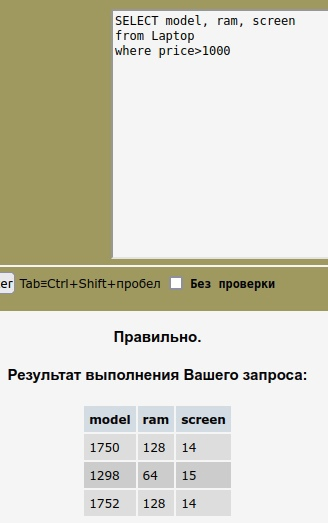 SELECT model, ram, screen
from Laptop
where price>1000
ег Tab≡Ctrl+Shift+пробел Без проверки
Правильно.
Результат выполнения Вашего запроса:
model ram screen
1750 128 14
1298 64 15
1752 128 14